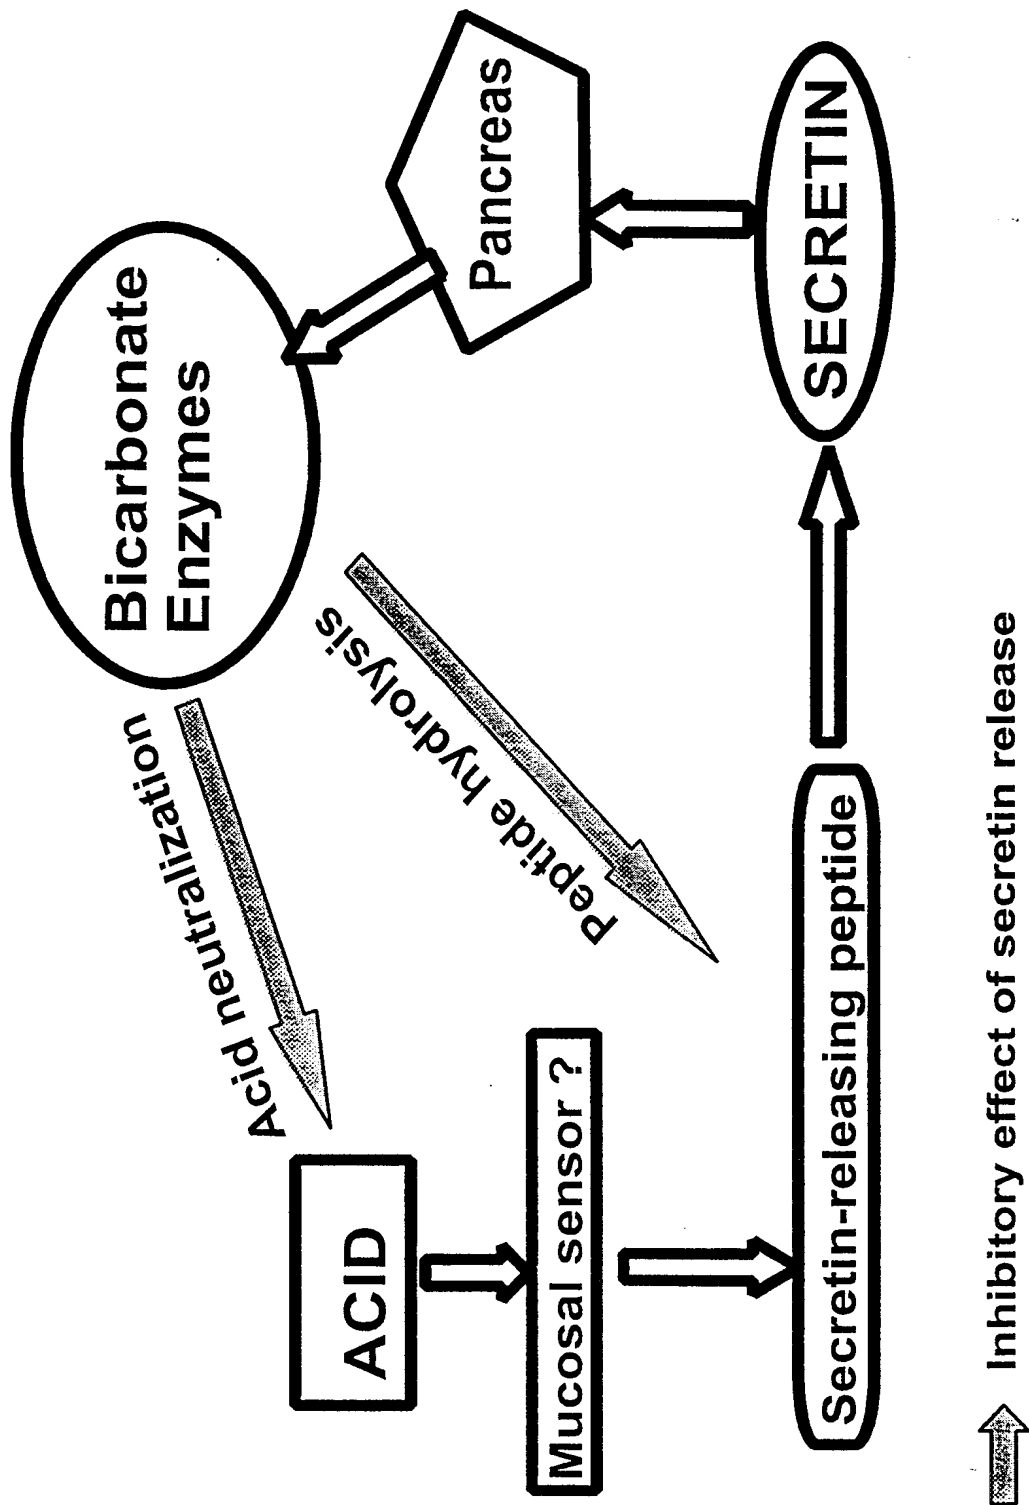 Bicarbonate
Enzymes
Acid neutralization
Peptide hydrolysis
Pancreas
ACID
Mucosal sensor ?
Secretin-releasing peptide
SECRETIN
Inhibitory effect of secretin release